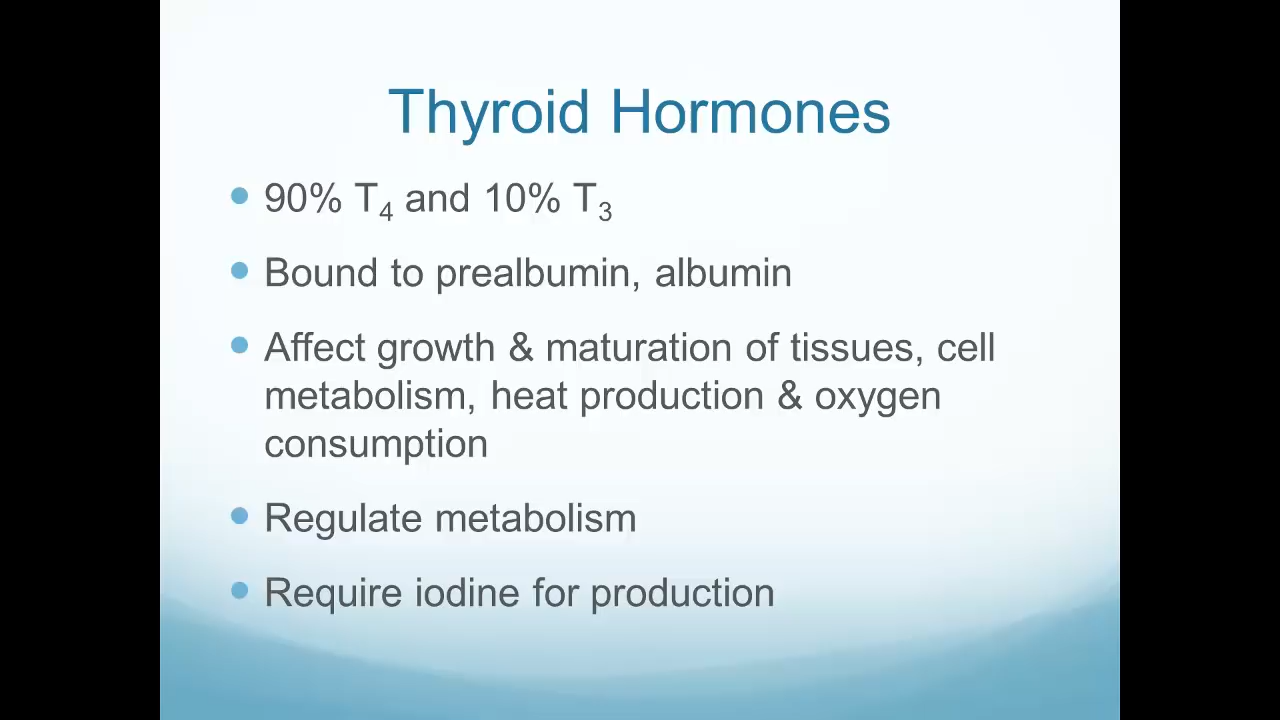 Thyroid Hormones
• 90% T₄ and 10% T₃
• Bound to prealbumin, albumin
• Affect growth & maturation of tissues, cell
metabolism, heat production & oxygen
consumption
• Regulate metabolism
• Require iodine for production